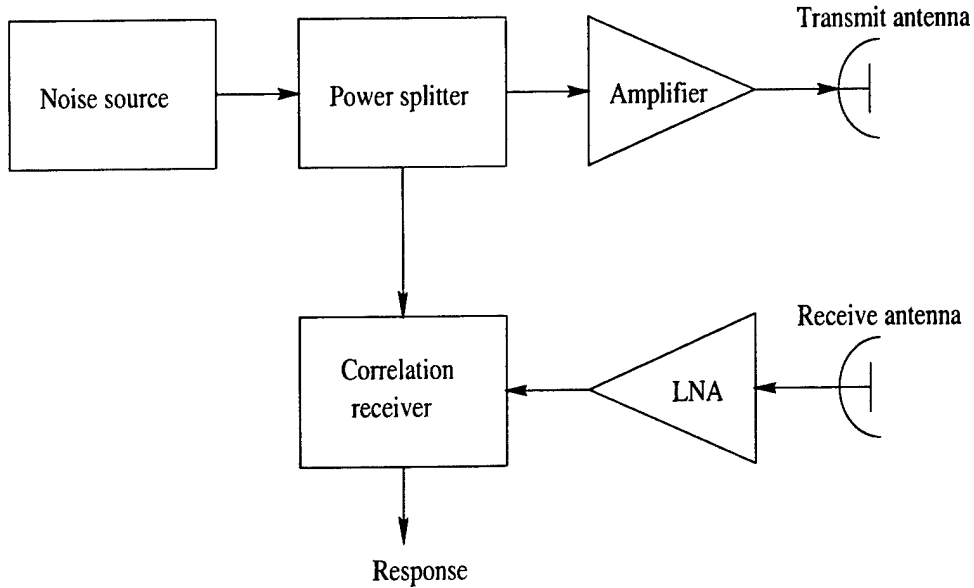 Transmit antenna
Noise source
Power splitter
Amplifier
Receive antenna
Correlation
receiver
LNA
Response